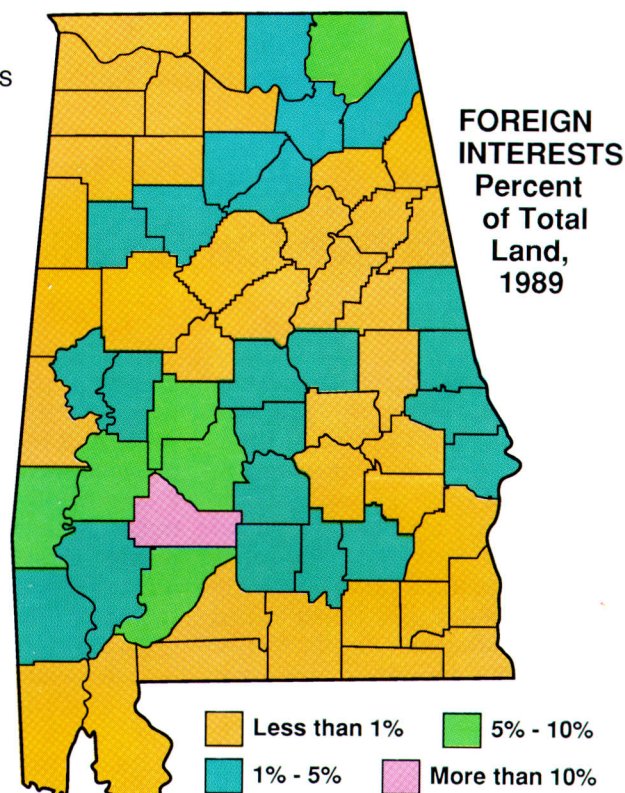 s
FOREIGN
INTERESTS
Percent
of Total
Land,
1989
Less than 1%
5% - 10%
1% - 5%
More than 10%